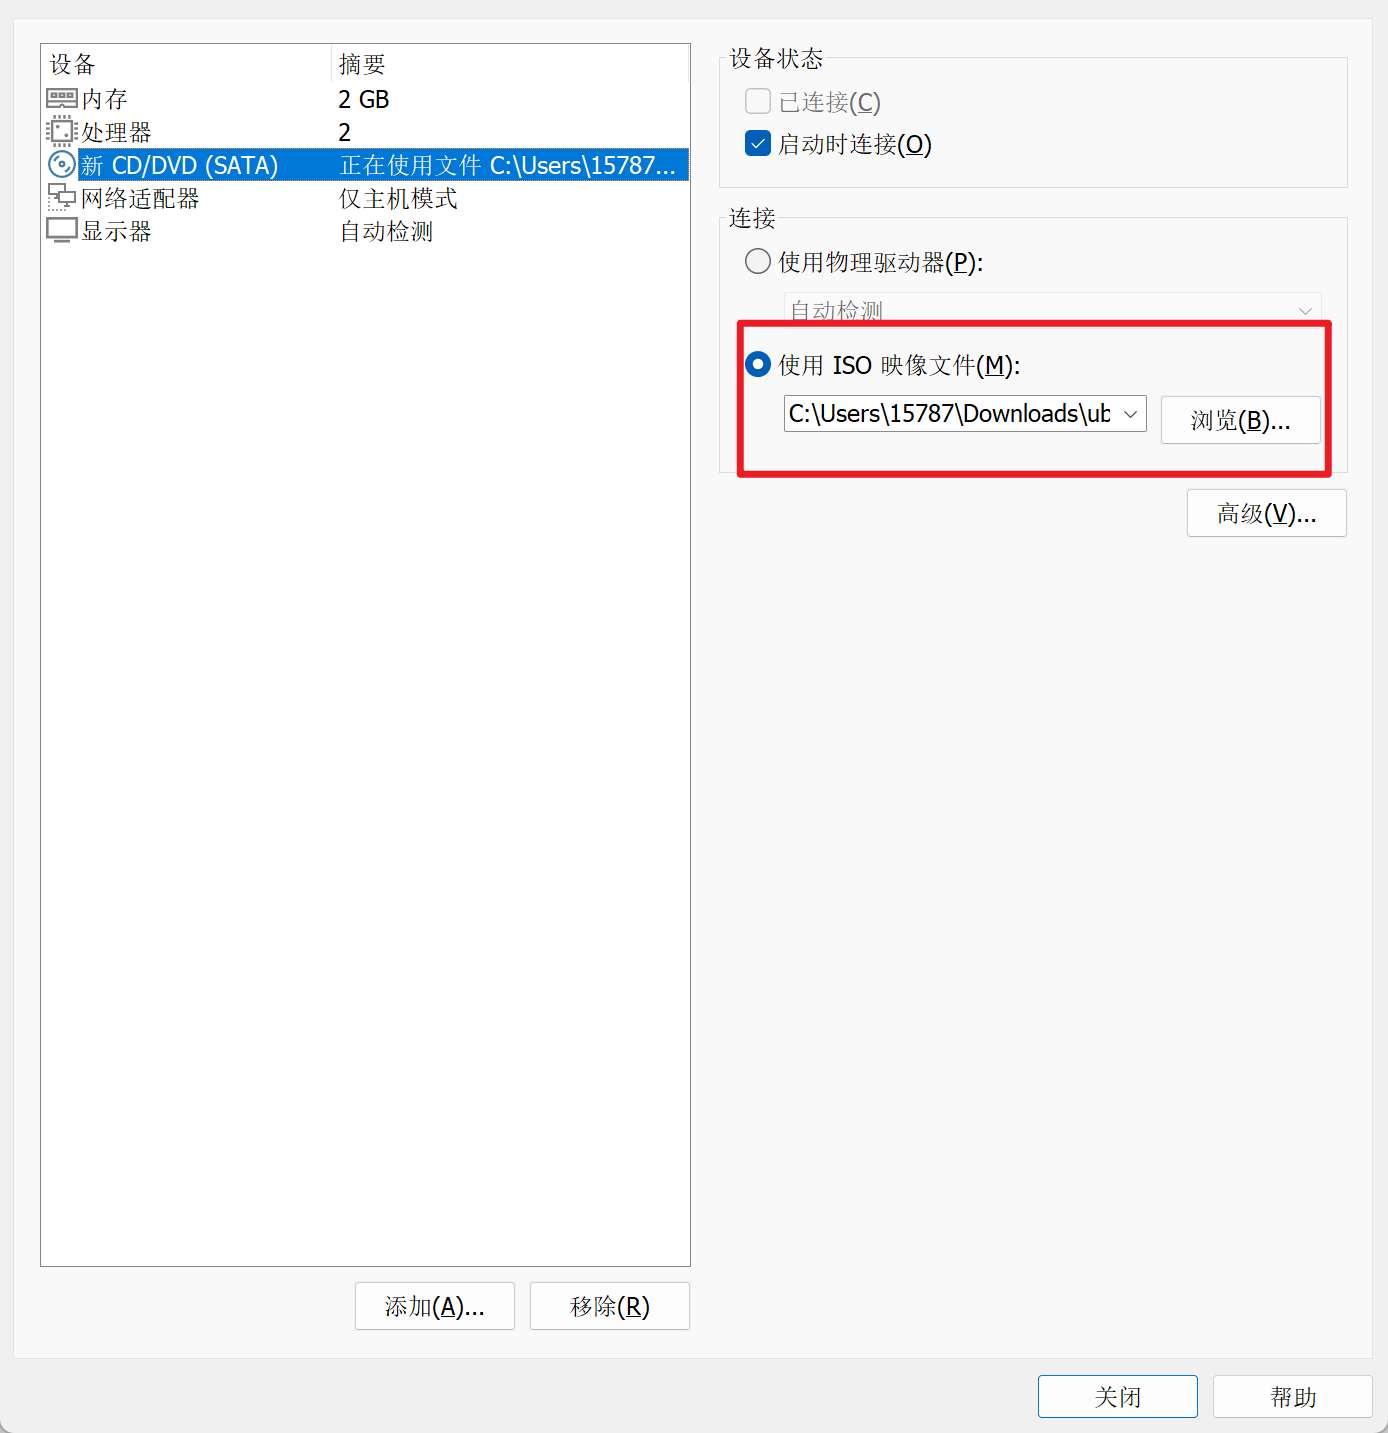 设备 摘要
内存 2 GB
处理器 2
新 CD/DVD (SATA) 正在使用文件 C:\Users\15787...
网络适配器 仅主机模式
显示器 自动检测
添加(A)... 移除(R)
设备状态
已连接(C)
启动时连接(O)
连接
使用物理驱动器(P):
自动检测
使用 ISO 映像文件(M):
C:\Users\15787\Downloads\ub 浏览(B)...
高级(V)...
关闭 帮助